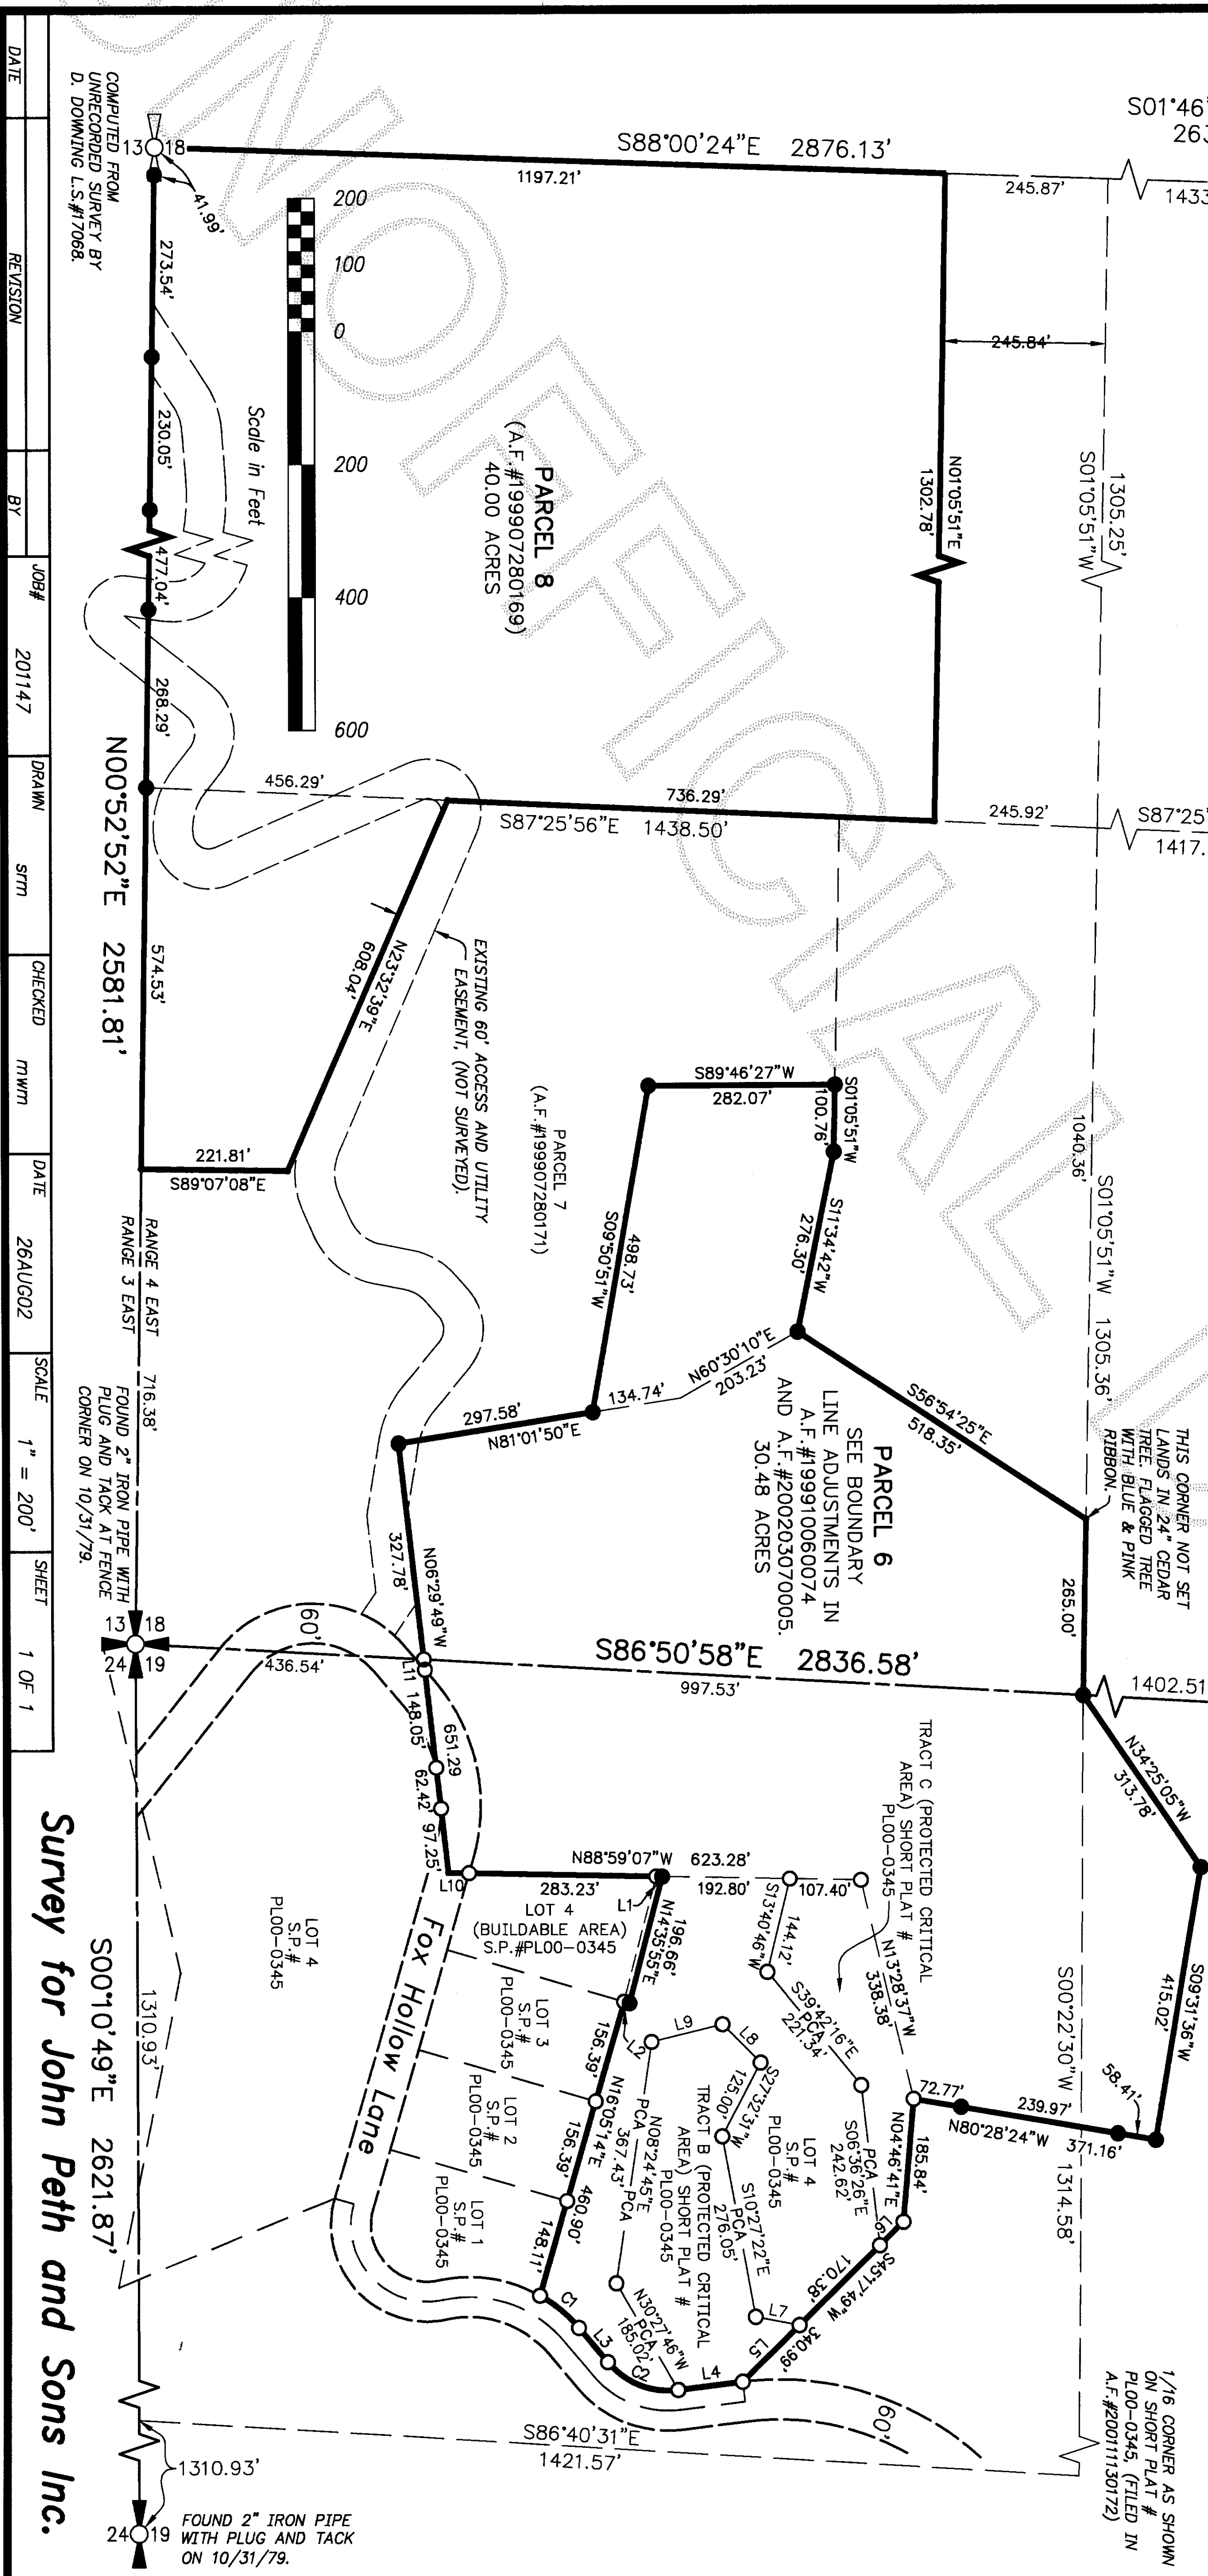 UNOFFICIAL
S01°46'
263
S88°00'24"E 2876.13'
1197.21'
245.87'
1433
13 18
41.99'
COMPUTED FROM
UNRECORDED SURVEY BY
D. DOWNING L.S.#17068.
273.54'
230.05'
477.04'
268.29'
574.53'
N00°52'52"E 2581.81'
200
100
0
200
400
600
Scale in Feet
PARCEL 8
(A.F.#199907280169)
40.00 ACRES
N01°05'51"E
1302.78'
245.84'
1305.25'
S01°05'51"W
456.29'
736.29'
S87°25'56"E 1438.50'
245.92'
S87°25'
1417.
N23°32'39"E
608.04'
EXISTING 60' ACCESS AND UTILITY
EASEMENT, (NOT SURVEYED).
221.81'
S89°07'08"E
PARCEL 7
(A.F.#199907280171)
S89°46'27"W
282.07'
S01°05'51"W
100.76'
S11°34'42"W
276.30'
498.73'
S09°50'51"W
N60°30'10"E
203.23'
134.74'
297.58'
N81°01'50"E
S56°54'25"E
518.35'
1040.36'
S01°05'51"W 1305.36'
265.00'
THIS CORNER NOT SET
LANDS IN 24" CEDAR
TREE. FLAGGED TREE
WITH BLUE & PINK
RIBBON.
PARCEL 6
SEE BOUNDARY
LINE ADJUSTMENTS IN
A.F.#199910060074
AND A.F.#200203070005.
30.48 ACRES
N06°29'49"W
327.78'
RANGE 4 EAST
RANGE 3 EAST
716.38'
FOUND 2" IRON PIPE WITH
PLUG AND TACK AT FENCE
CORNER ON 10/31/79.
13 18
24 19
60'
436.54'
S86°50'58"E 2836.58'
997.53'
1402.51
L11
148.05'
651.29
62.42'
97.25'
L10
N88°59'07"W 623.28'
283.23'
192.80'
107.40'
L1
LOT 4
(BUILDABLE AREA)
S.P.#PL00-0345
196.66'
N14°35'55"E
S13°40'46"W
144.12'
TRACT C (PROTECTED CRITICAL
AREA) SHORT PLAT #
PL00-0345
N13°28'37"W
338.38'
S39°42'16"E
PCA
221.34'
N34°25'05"W
313.78'
S09°31'36"W
415.02'
58.41'
S00°22'30"W 1314.58'
72.77'
239.97'
N80°28'24"W 371.16'
N04°46'41"E
185.84'
PCA
S06°36'26"E
242.62'
L6
S45°17'49"W
170.38'
340.99'
L2
L9
L8
S27°32'31"W
125.00'
LOT 4
S.P.#
PL00-0345
S10°27'22"E
PCA
276.05'
TRACT B (PROTECTED CRITICAL
AREA) SHORT PLAT #
PL00-0345
N08°24'45"E
PCA 367.43' PCA
N30°27'46"W
PCA
185.02'
L7
L5
L4
C2
L3
C1
156.39'
N16°05'14"E
156.39'
460.90'
148.11'
LOT 3
S.P.#
PL00-0345
LOT 2
S.P.#
PL00-0345
LOT 1
S.P.#
PL00-0345
Fox Hollow Lane
LOT 4
S.P.#
PL00-0345
60'
S86°40'31"E
1421.57'
1/16 CORNER AS SHOWN
ON SHORT PLAT #
PL00-0345, (FILED IN
A.F.#200111130172)
1310.93'
S00°10'49"E 2621.87'
1310.93'
24 19
FOUND 2" IRON PIPE
WITH PLUG AND TACK
ON 10/31/79.
Survey for John Peth and Sons Inc.
DATE
REVISION
BY
JOB#
201147
DRAWN
srm
CHECKED
mwm
DATE
26AUG02
SCALE
1" = 200'
SHEET
1 OF 1